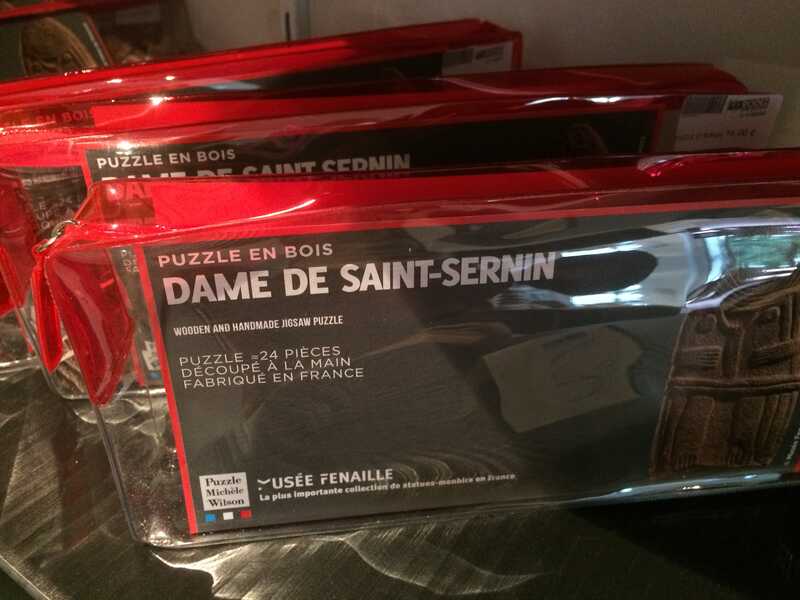 PUZZLE EN BOIS
DAME DE SAINT-SERNIN
PUZZLE EN BOIS
DAME DE SAINT-SERNIN
WOODEN AND HANDMADE JIGSAW PUZZLE
PUZZLE =24 PIÈCES
DÉCOUPÉ À LA MAIN
FABRIQUÉ EN FRANCE
Puzzle
Michèle
Wilson
MUSÉE FENAILLE
La plus importante collection de statues-menhirs en France